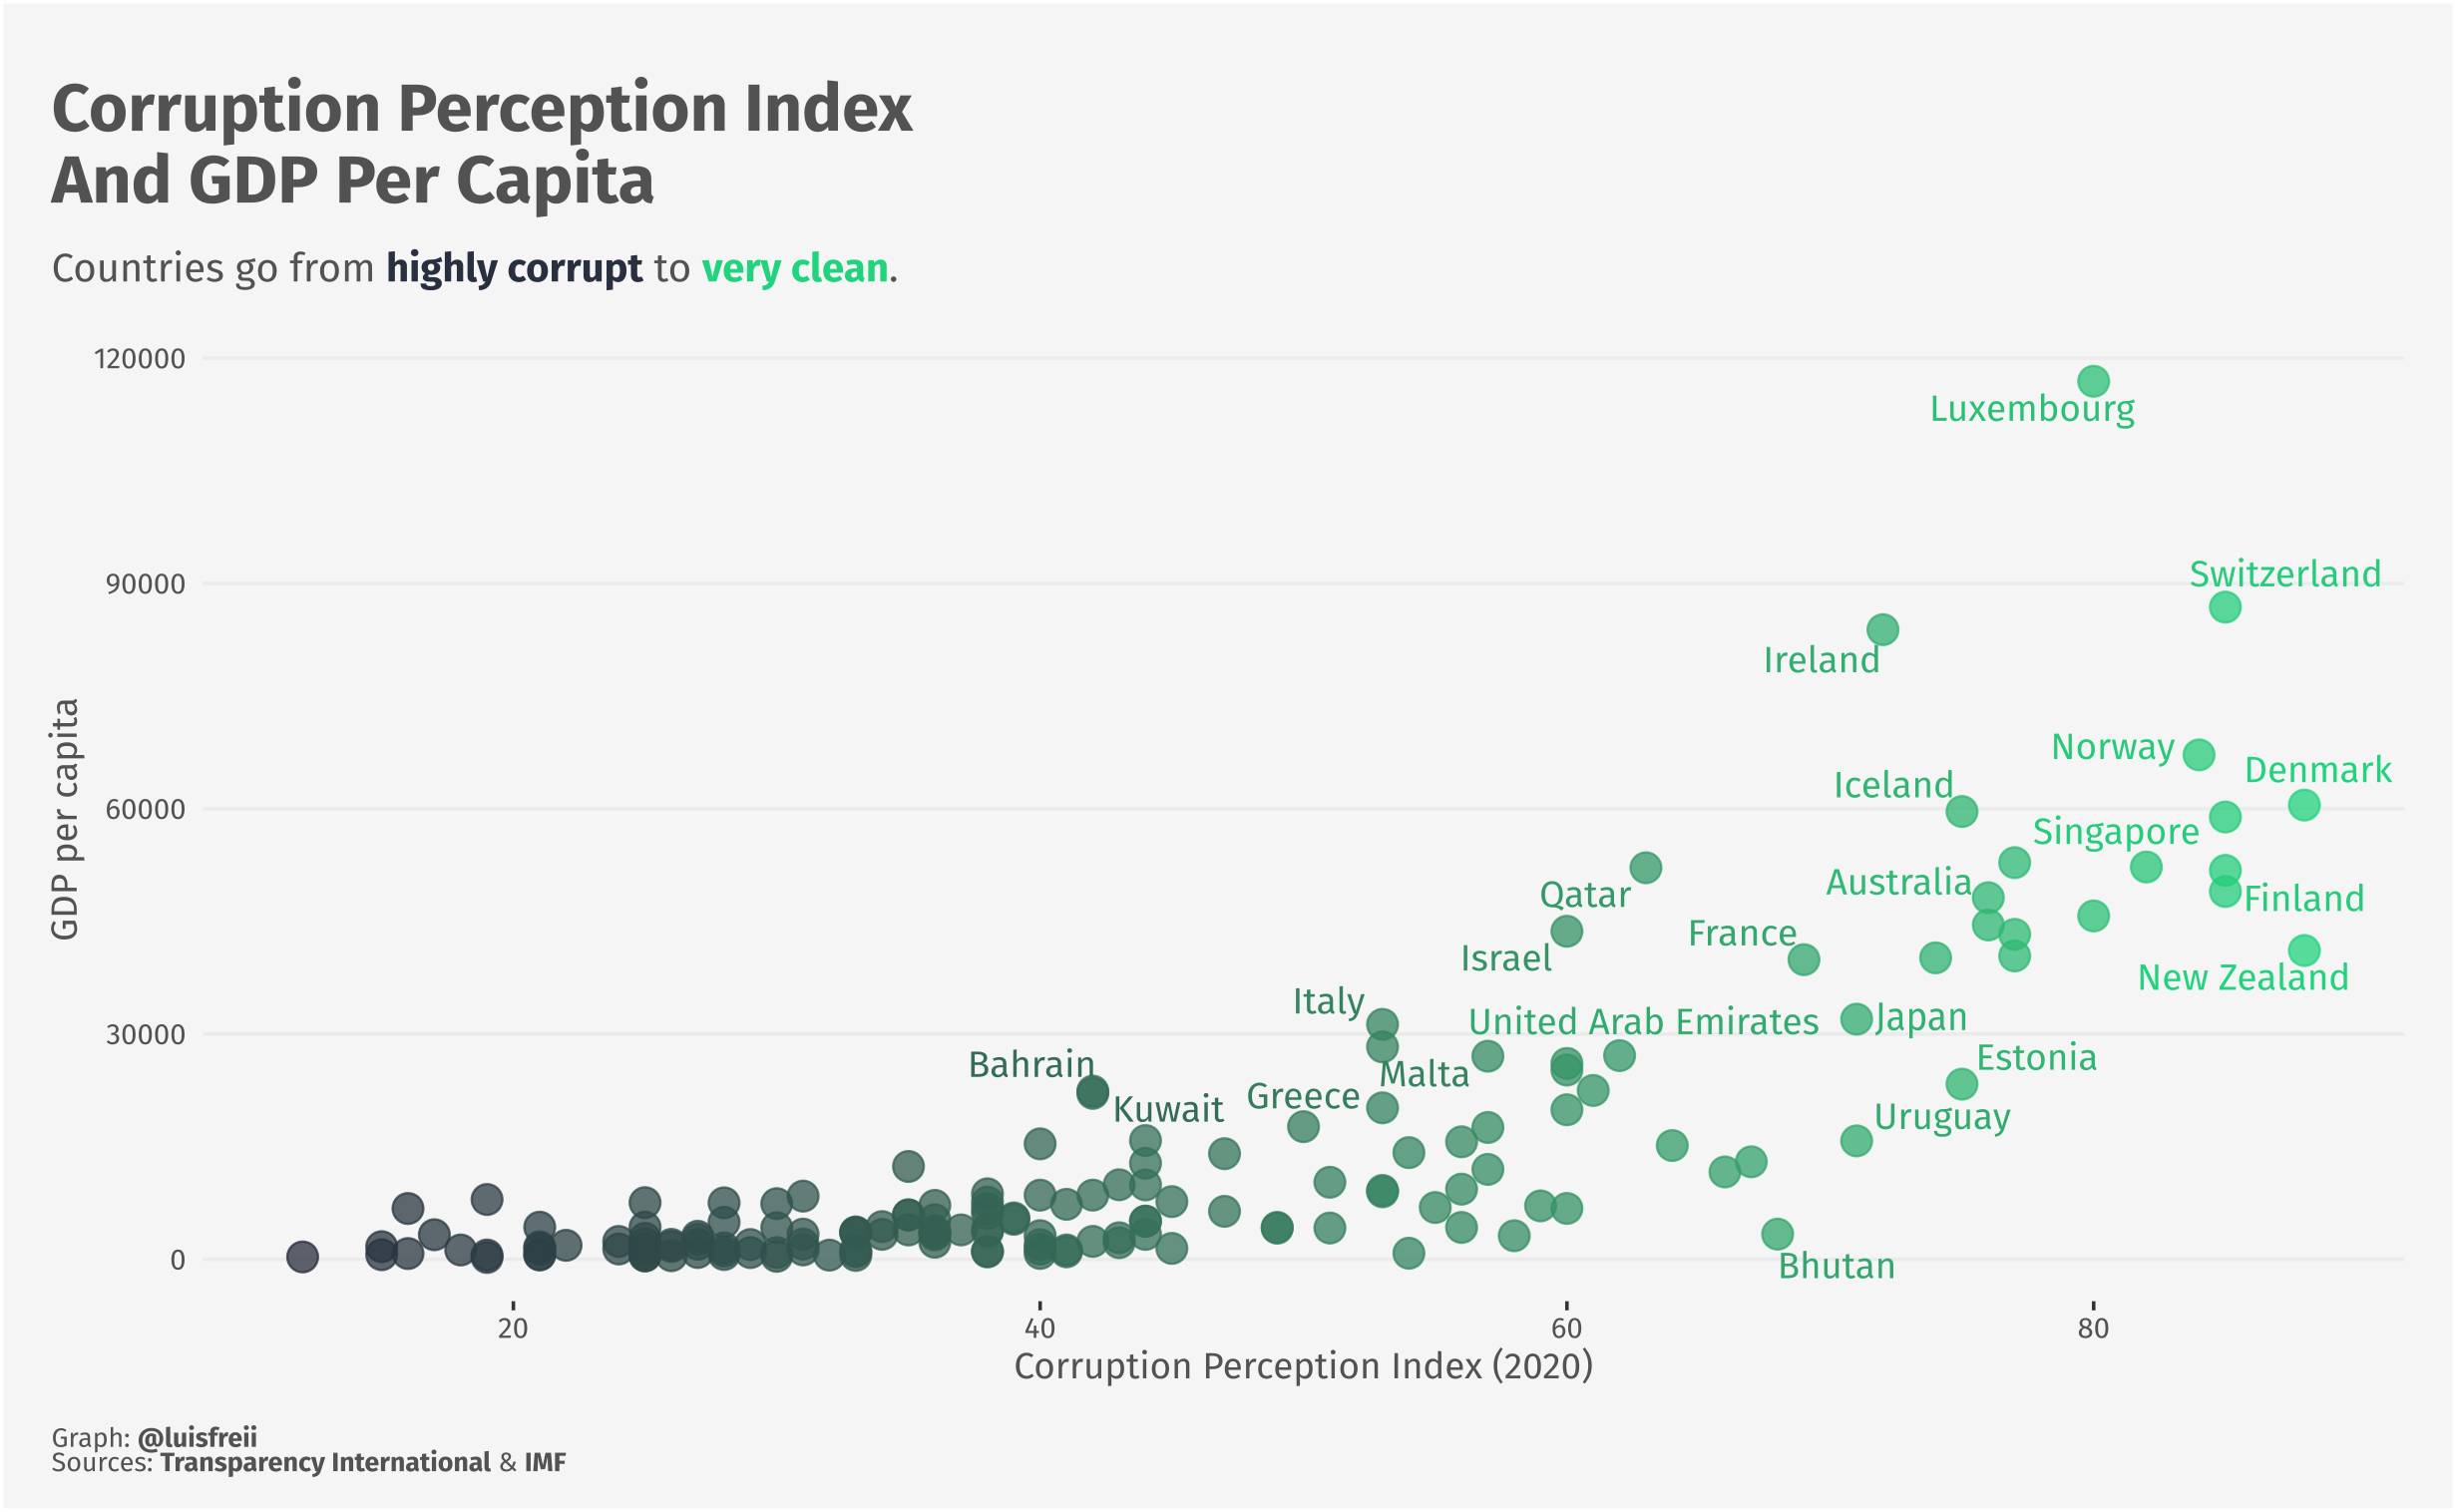 Corruption Perception Index
And GDP Per Capita
Countries go from highly corrupt to very clean.
120000
Luxembourg
90000
Switzerland
Ireland
Norway
Denmark
Iceland
60000
Singapore
Australia
Qatar
Finland
France
Israel
New Zealand
Italy
United Arab Emirates
Japan
30000
Estonia
Bahrain
Malta
Greece
Kuwait
Uruguay
0
Bhutan
GDP per capita
20
40
60
80
Corruption Perception Index (2020)
Graph: @luisfreii
Sources: Transparency International & IMF